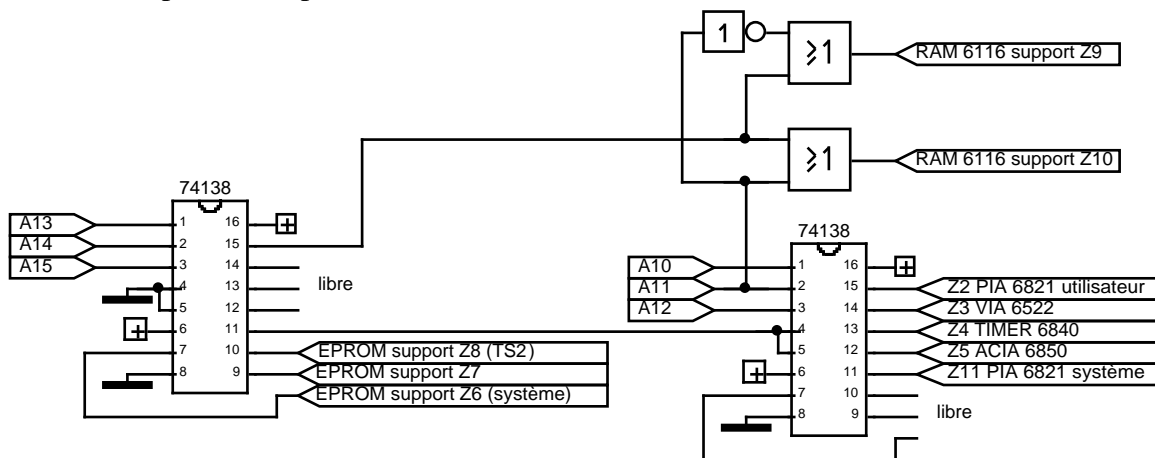 1
≥1
RAM 6116 support Z9
≥1
RAM 6116 support Z10
74138
A13 1 16 +
A14 2 15
A15 3 14
4 13 libre
5 12
+ 6 11
7 10 EPROM support Z8 (TS2)
8 9 EPROM support Z7
EPROM support Z6 (système)
74138
A10 1 16 +
A11 2 15 Z2 PIA 6821 utilisateur
A12 3 14 Z3 VIA 6522
4 13 Z4 TIMER 6840
5 12 Z5 ACIA 6850
+ 6 11 Z11 PIA 6821 système
7 10
8 9 libre